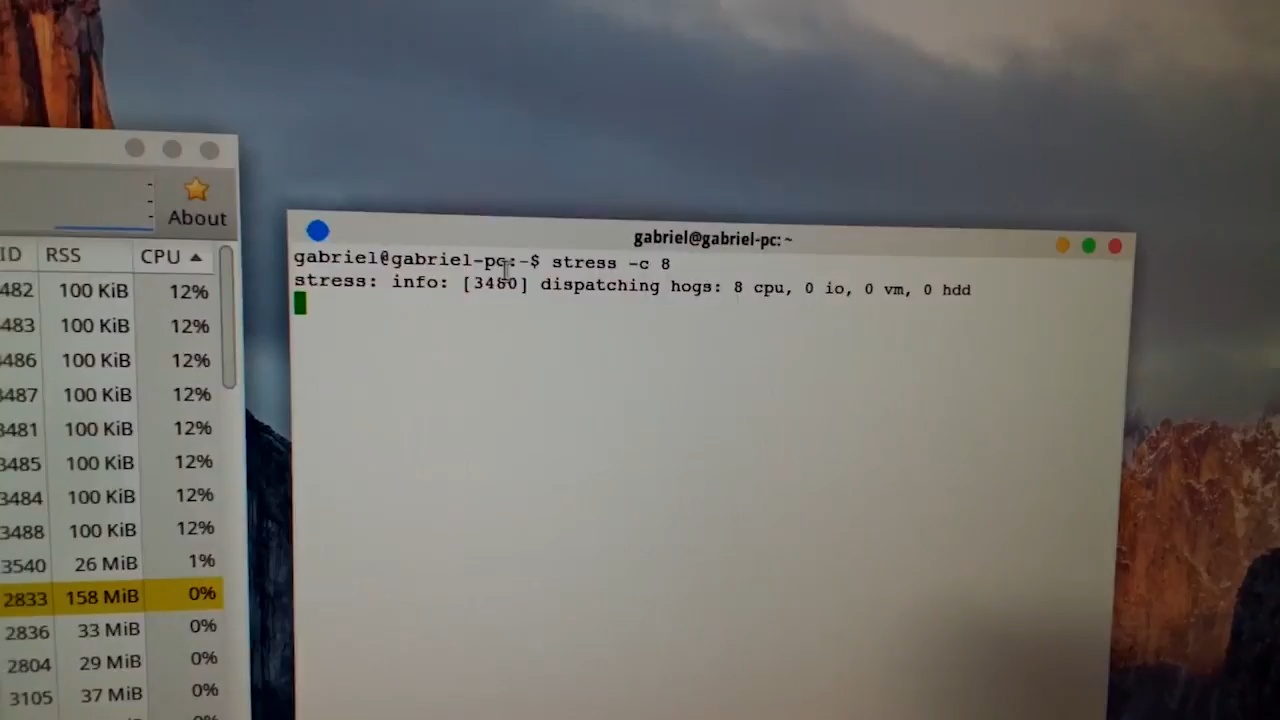 About
ID RSS CPU
482 100 KiB 12%
3483 100 KiB 12%
3486 100 KiB 12%
3487 100 KiB 12%
3481 100 KiB 12%
3485 100 KiB 12%
3484 100 KiB 12%
3488 100 KiB 12%
3540 26 MiB 1%
2833 158 MiB 0%
2836 33 MiB 0%
2804 29 MiB 0%
3105 37 MiB 0%
gabriel@gabriel-pc: ~
gabriel@gabriel-pc:~$ stress -c 8
stress: info: [3480] dispatching hogs: 8 cpu, 0 io, 0 vm, 0 hdd